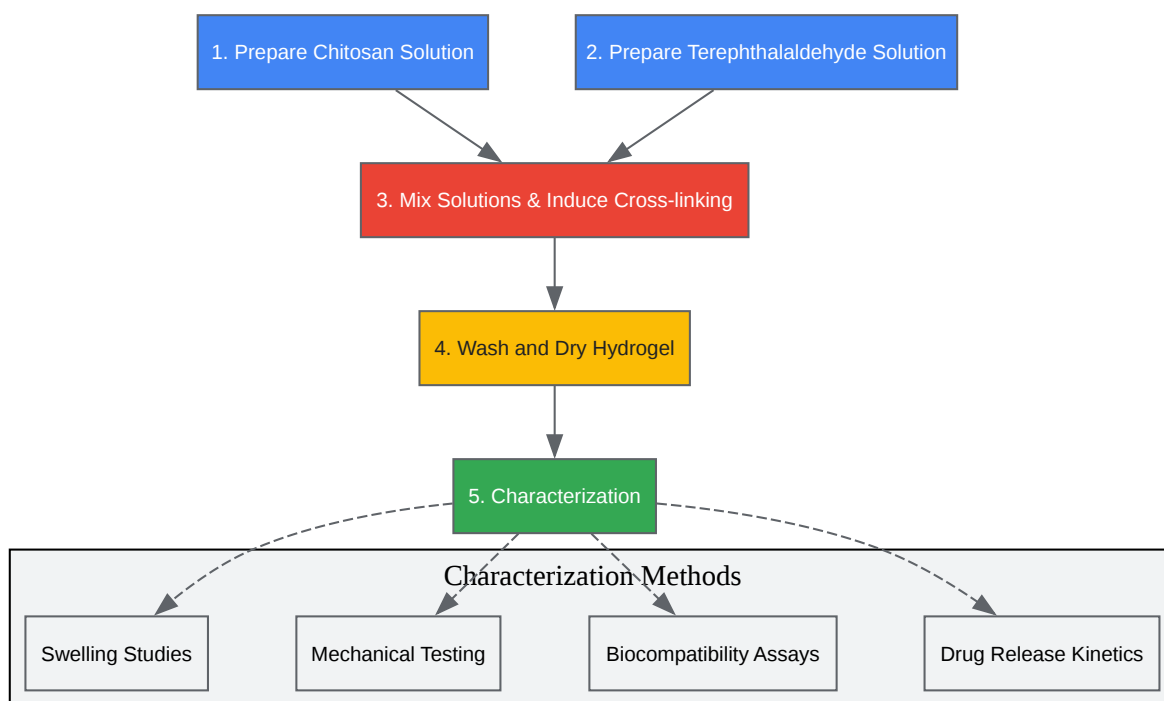 1. Prepare Chitosan Solution
2. Prepare Terephthalaldehyde Solution
3. Mix Solutions & Induce Cross-linking
4. Wash and Dry Hydrogel
5. Characterization
Characterization Methods
Swelling Studies
Mechanical Testing
Biocompatibility Assays
Drug Release Kinetics